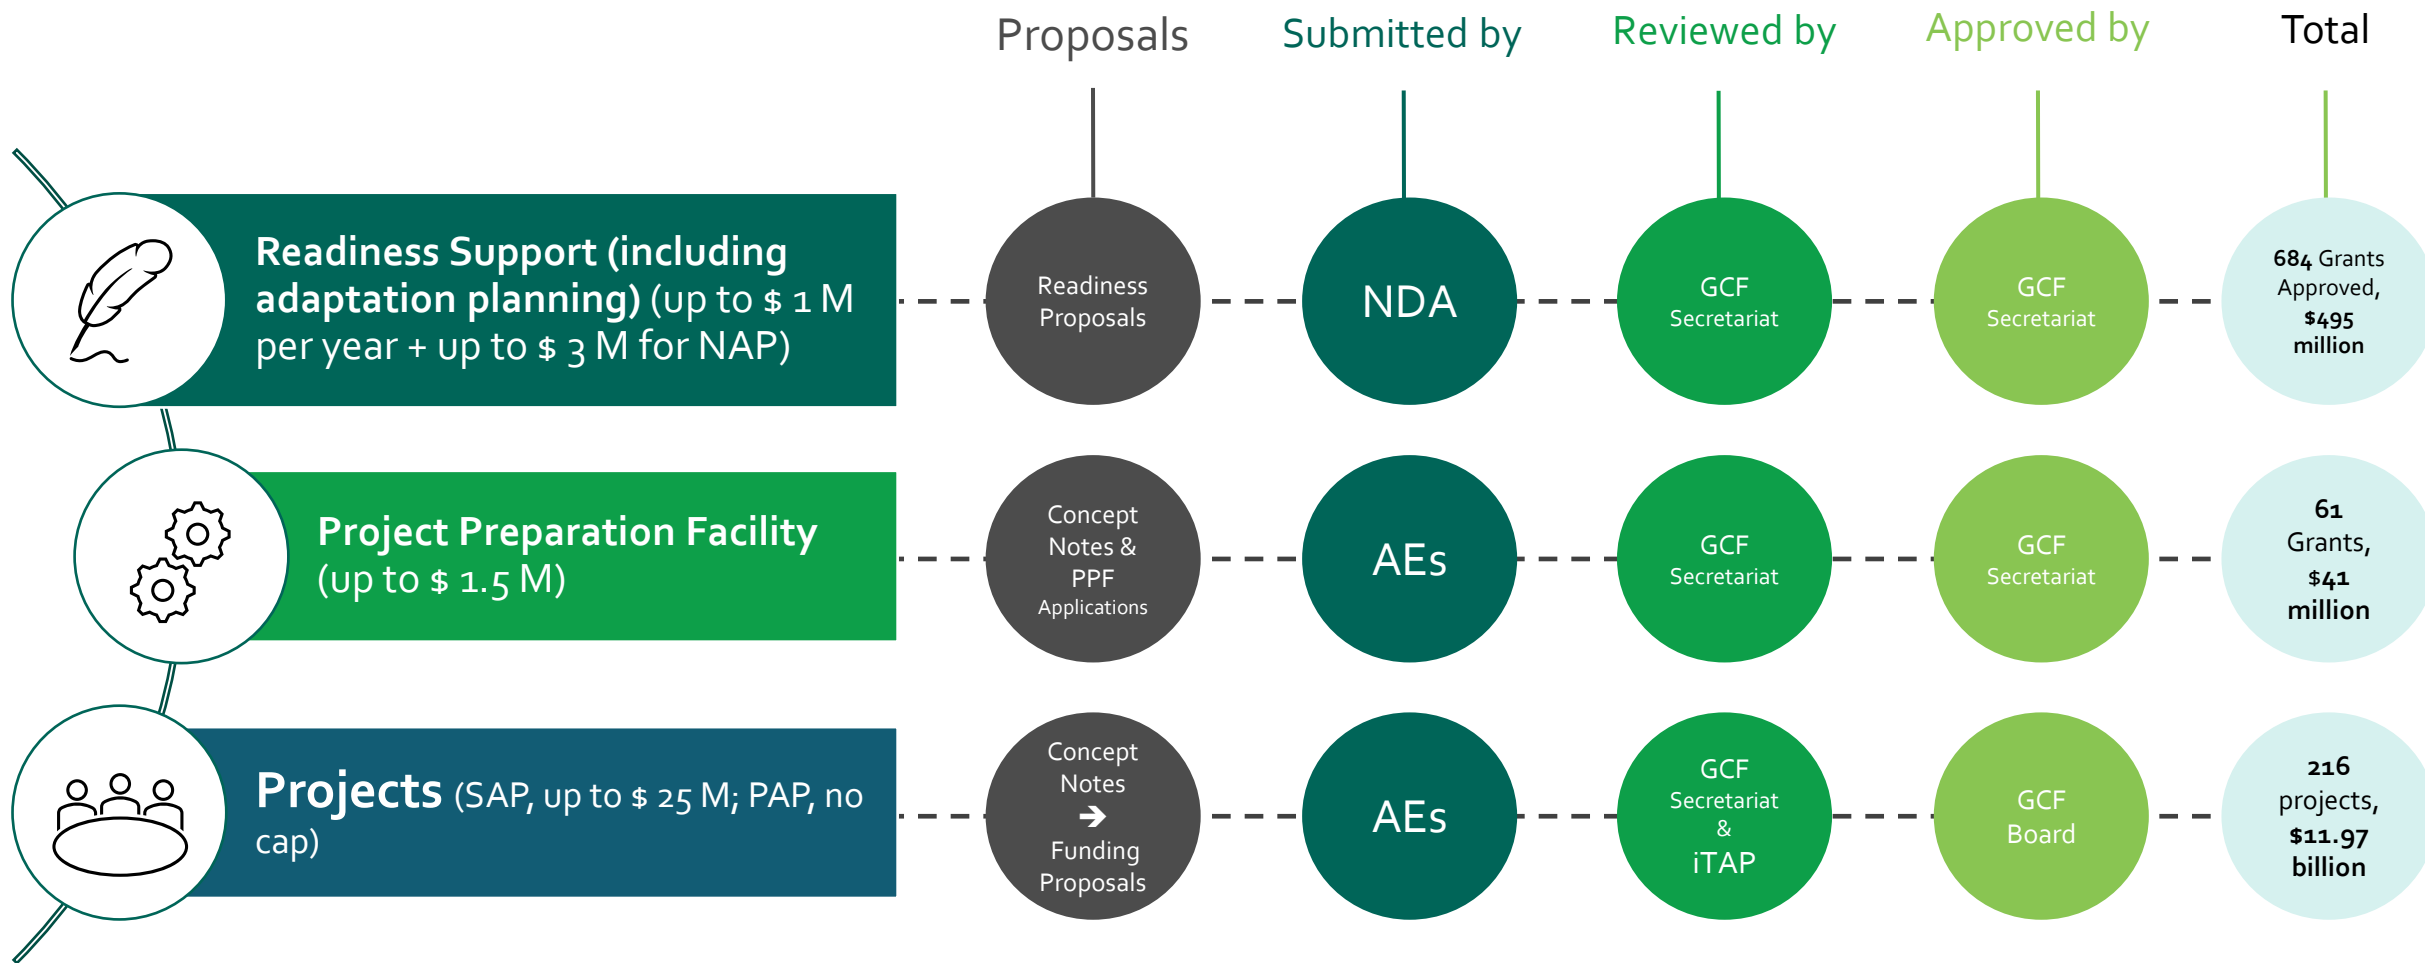 Proposals
Submitted by
Reviewed by
Approved by
Total
Readiness Support (including
adaptation planning) (up to $ 1 M
per year + up to $ 3 M for NAP)
Readiness
Proposals
NDA
GCF
Secretariat
GCF
Secretariat
684 Grants
Approved,
$495
million
Project Preparation Facility
(up to $ 1.5 M)
Concept
Notes &
PPF
Applications
AEs
GCF
Secretariat
GCF
Secretariat
61
Grants,
$41
million
Projects (SAP, up to $ 25 M; PAP, no
cap)
Concept
Notes
➔
Funding
Proposals
AEs
GCF
Secretariat
&
iTAP
GCF
Board
216
projects,
$11.97
billion